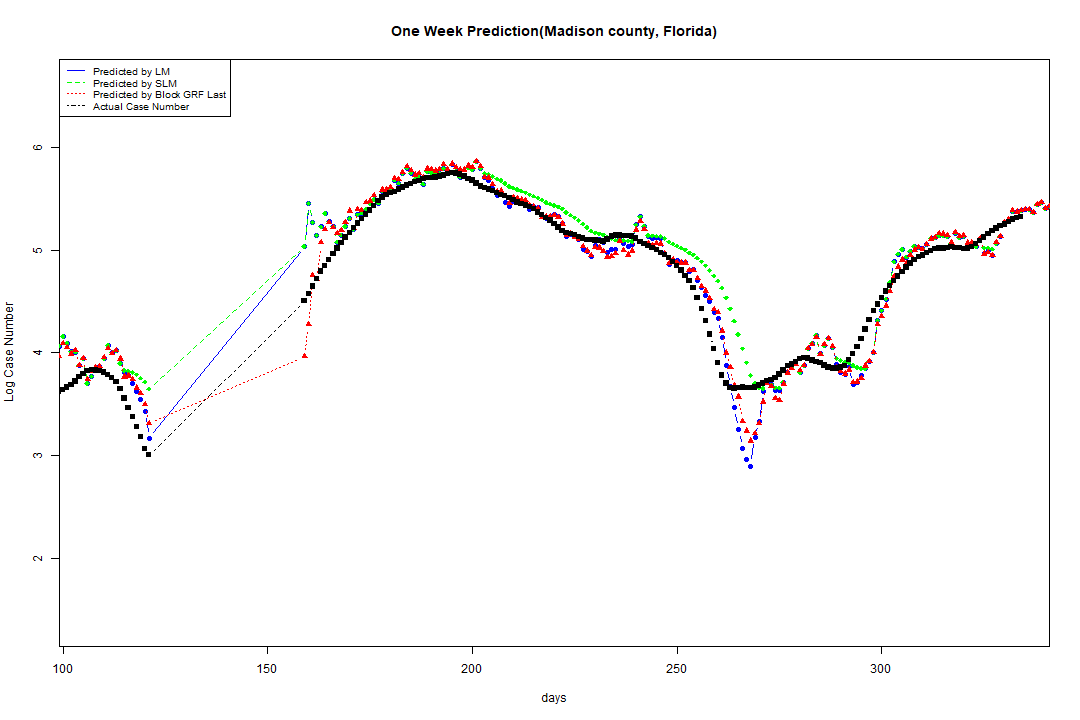 One Week Prediction(Madison county, Florida)
Predicted by LM
Predicted by SLM
Predicted by Block GRF Last
Actual Case Number
6
5
4
3
2
Log Case Number
100 150 200 250 300
days